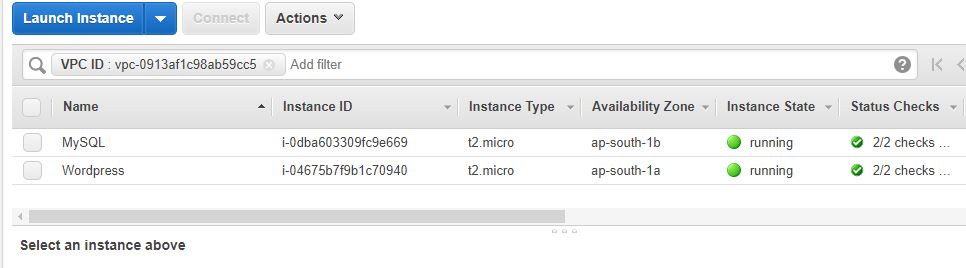 Launch Instance Connect Actions
VPC ID : vpc-0913af1c98ab59cc5 Add filter
Name Instance ID Instance Type Availability Zone Instance State Status Checks
MySQL i-0dba603309fc9e669 t2.micro ap-south-1b running 2/2 checks ...
Wordpress i-04675b7f9b1c70940 t2.micro ap-south-1a running 2/2 checks ...
Select an instance above